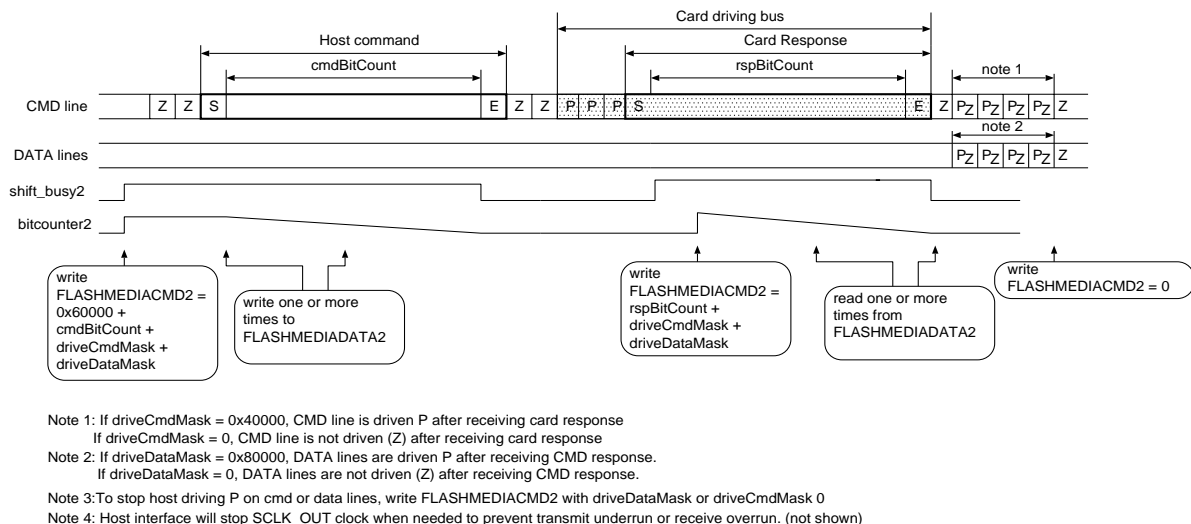 Card driving bus
Host command
Card Response
cmdBitCount
rspBitCount
note 1
CMD line
Z Z S E Z Z P P P S E Z PZ PZ PZ PZ Z
note 2
DATA lines
PZ PZ PZ PZ Z
shift_busy2
bitcounter2
write
FLASHMEDIACMD2 =
0x60000 +
cmdBitCount +
driveCmdMask +
driveDataMask
write one or more
times to
FLASHMEDIADATA2
write
FLASHMEDIACMD2 =
rspBitCount +
driveCmdMask +
driveDataMask
read one or more
times from
FLASHMEDIADATA2
write
FLASHMEDIACMD2 = 0
Note 1: If driveCmdMask = 0x40000, CMD line is driven P after receiving card response
If driveCmdMask = 0, CMD line is not driven (Z) after receiving card response
Note 2: If driveDataMask = 0x80000, DATA lines are driven P after receiving CMD response.
If driveDataMask = 0, DATA lines are not driven (Z) after receiving CMD response.
Note 3:To stop host driving P on cmd or data lines, write FLASHMEDIACMD2 with driveDataMask or driveCmdMask 0
Note 4: Host interface will stop SCLK_OUT clock when needed to prevent transmit underrun or receive overrun. (not shown)